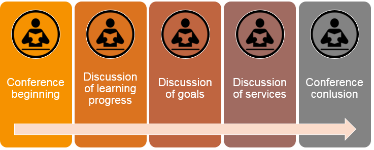 Conference
beginning
Discussion
of learning
progress
Discussion
of goals
Discussion
of services
Conference
conlusion